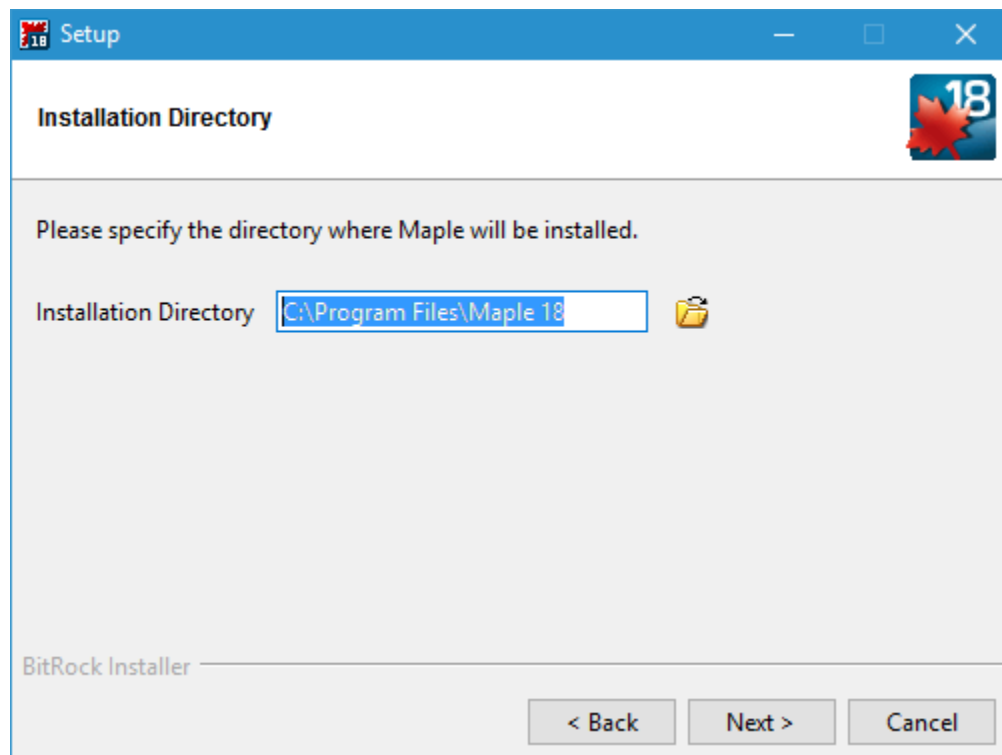 Setup
Installation Directory
18
Please specify the directory where Maple will be installed.
Installation Directory C:\Program Files\Maple 18
BitRock Installer
< Back Next > Cancel